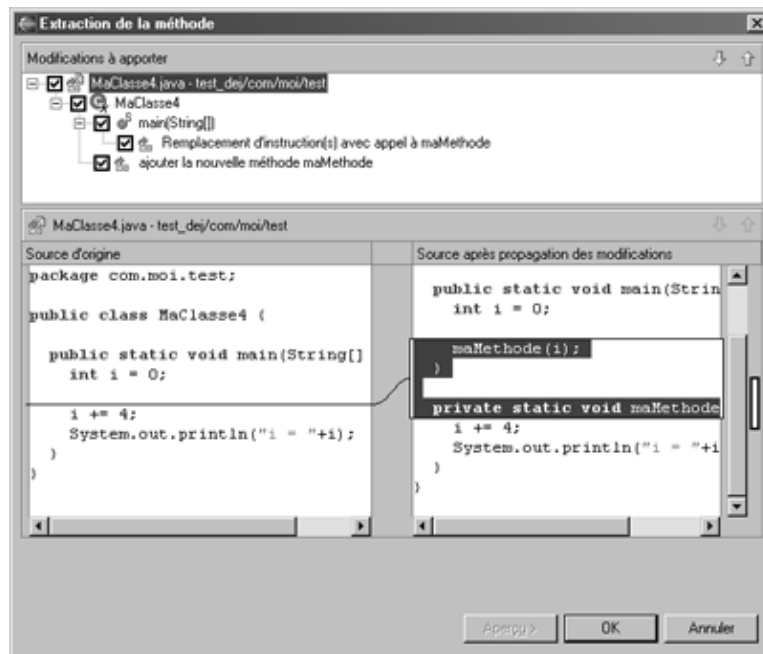 Extraction de la méthode
Modifications à apporter
MaClasse4.java - test_dej/com/moi/test
MaClasse4
main(String[])
Remplacement d'instruction(s) avec appel à maMethode
ajouter la nouvelle méthode maMethode
MaClasse4.java - test_dej/com/moi/test
Source d'origine
package com.moi.test;
public class MaClasse4 {
public static void main(String[]
int i = 0;
i += 4;
System.out.println("i = "+i);
}
}
Source après propagation des modifications
public static void main(Strin
int i = 0;
maMethode(i);
}
private static void maMethode
i += 4;
System.out.println("i = "+i
}
}
Aperçu >
OK
Annuler